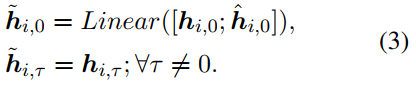 h̃_{i,0} = Linear([h_{i,0}; ĥ_{i,0}]),
h̃_{i,τ} = h_{i,τ}; ∀τ ≠ 0.
(3)